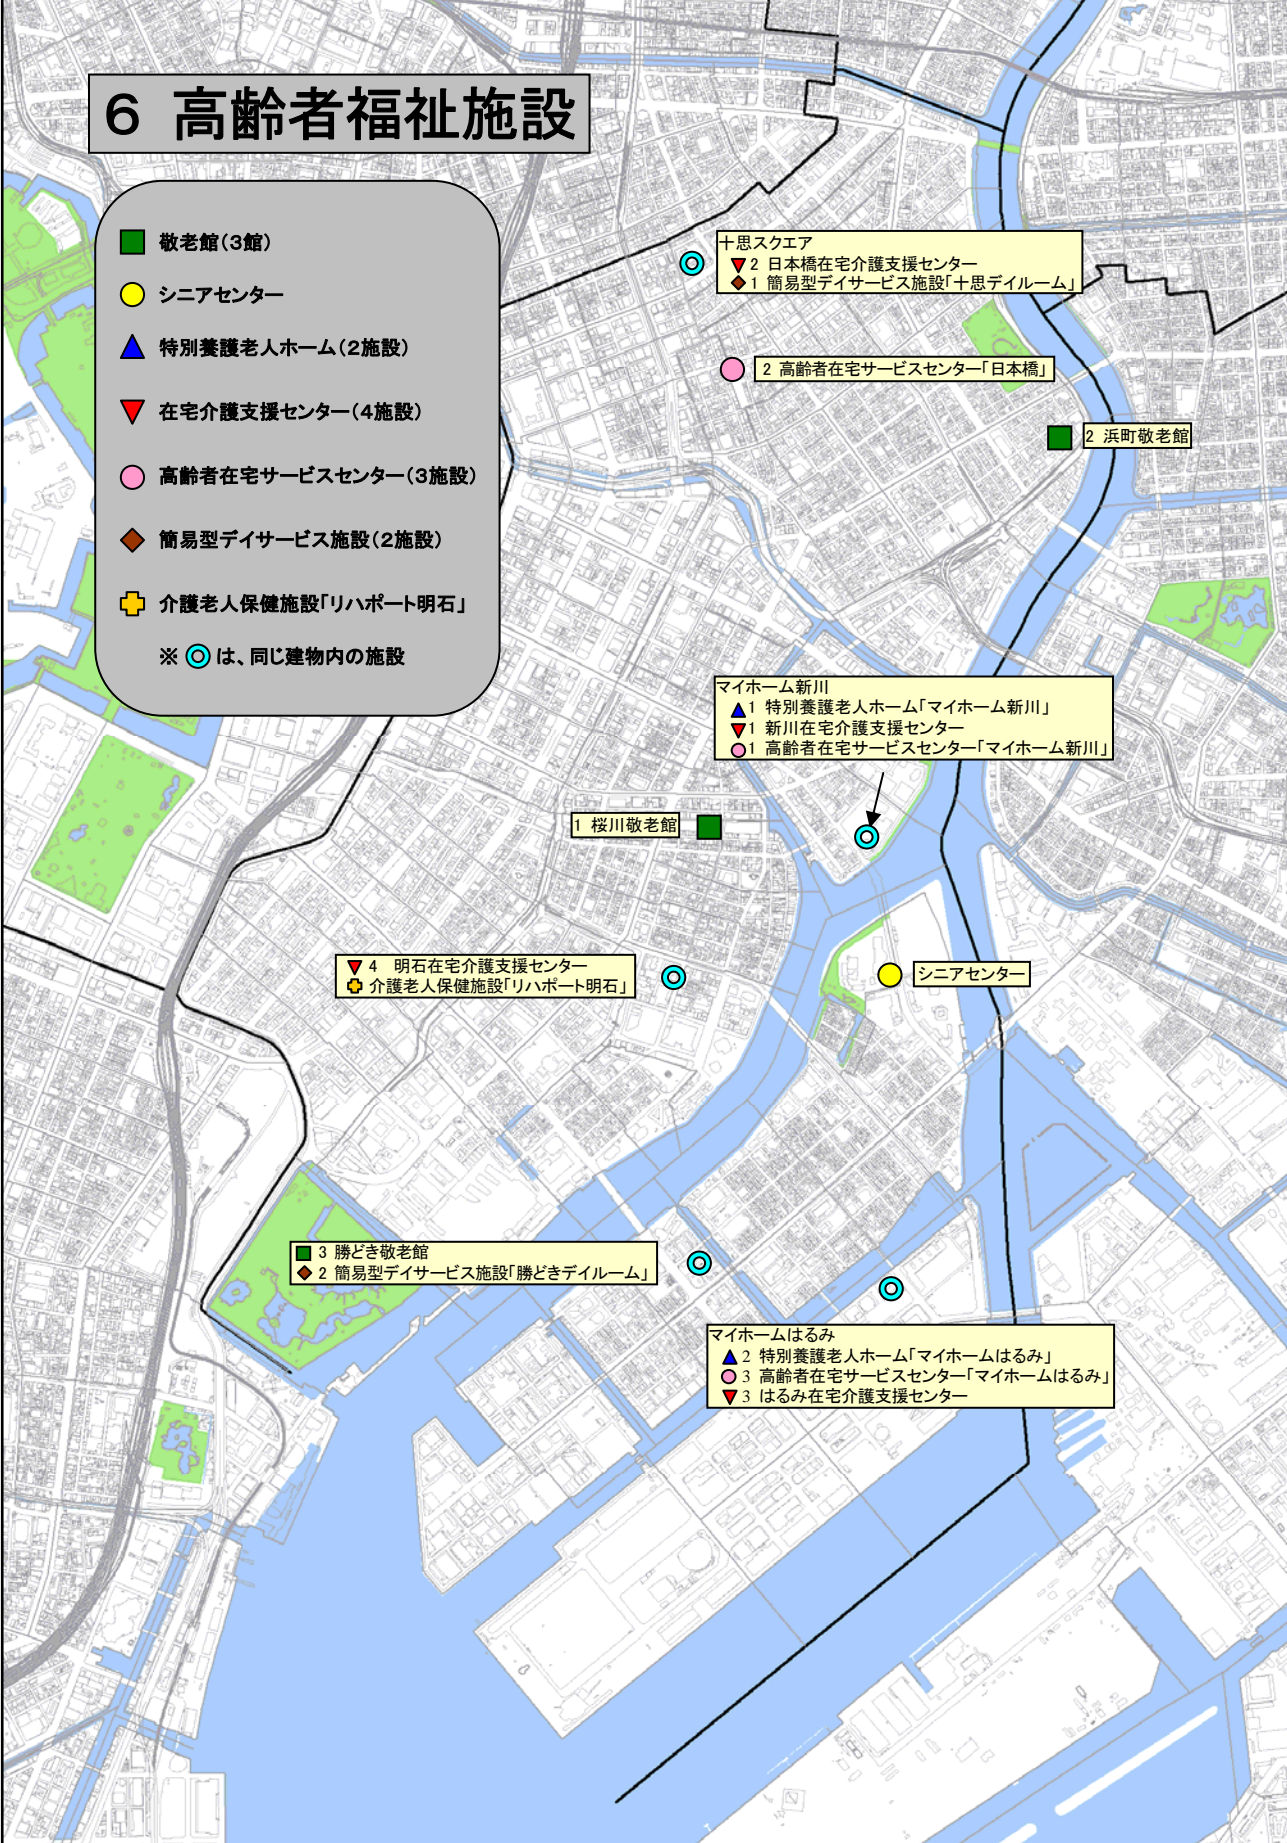 6 高齢者福祉施設
敬老館(3館)
シニアセンター
特別養護老人ホーム(2施設)
在宅介護支援センター(4施設)
高齢者在宅サービスセンター(3施設)
簡易型デイサービス施設(2施設)
介護老人保健施設「リハポート明石」
※ ◎ は、同じ建物内の施設
十思スクエア
▼2 日本橋在宅介護支援センター
◆1 簡易型デイサービス施設「十思デイルーム」
2 高齢者在宅サービスセンター「日本橋」
2 浜町敬老館
マイホーム新川
▲1 特別養護老人ホーム「マイホーム新川」
▼1 新川在宅介護支援センター
●1 高齢者在宅サービスセンター「マイホーム新川」
1 桜川敬老館
▼4 明石在宅介護支援センター
介護老人保健施設「リハポート明石」
シニアセンター
■3 勝どき敬老館
◆2 簡易型デイサービス施設「勝どきデイルーム」
マイホームはるみ
▲2 特別養護老人ホーム「マイホームはるみ」
●3 高齢者在宅サービスセンター「マイホームはるみ」
▼3 はるみ在宅介護支援センター